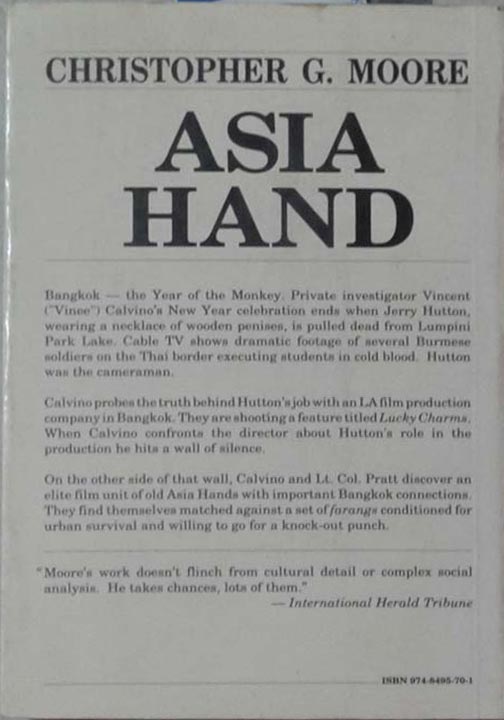 CHRISTOPHER G. MOORE
ASIA
HAND
Bangkok — the Year of the Monkey. Private investigator Vincent
("Vinee") Calvino's New Year celebration ends when Jerry Hutton,
wearing a necklace of wooden penises, is pulled dead from Lumpini
Park Lake. Cable TV shows dramatic footage of several Burmese
soldiers on the Thai border executing students in cold blood. Hutton
was the cameraman.
Calvino probes the truth behind Hutton's job with an LA film production
company in Bangkok. They are shooting a feature titled Lucky Charms.
When Calvino confronts the director about Hutton's role in the
production he hits a wall of silence.
On the other side of that wall, Calvino and Lt. Col. Pratt discover an
elite film unit of old Asia Hands with important Bangkok connections.
They find themselves matched against a set of farangs conditioned for
urban survival and willing to go for a knock-out punch.
"Moore's work doesn't flinch from cultural detail or complex social
analysis. He takes chances, lots of them."
— International Herald Tribune
ISBN 974-8495-70-1